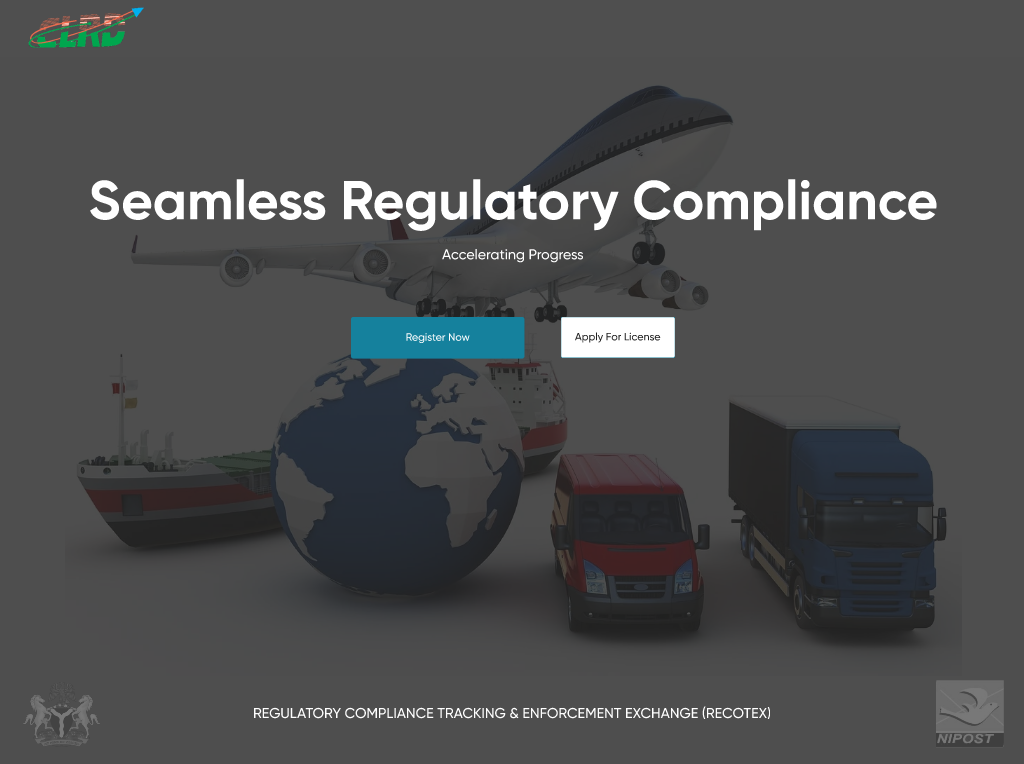 CLRD
Seamless Regulatory Compliance
Accelerating Progress
Register Now
Apply For License
REGULATORY COMPLIANCE TRACKING & ENFORCEMENT EXCHANGE (RECOTEX)
NIPOST